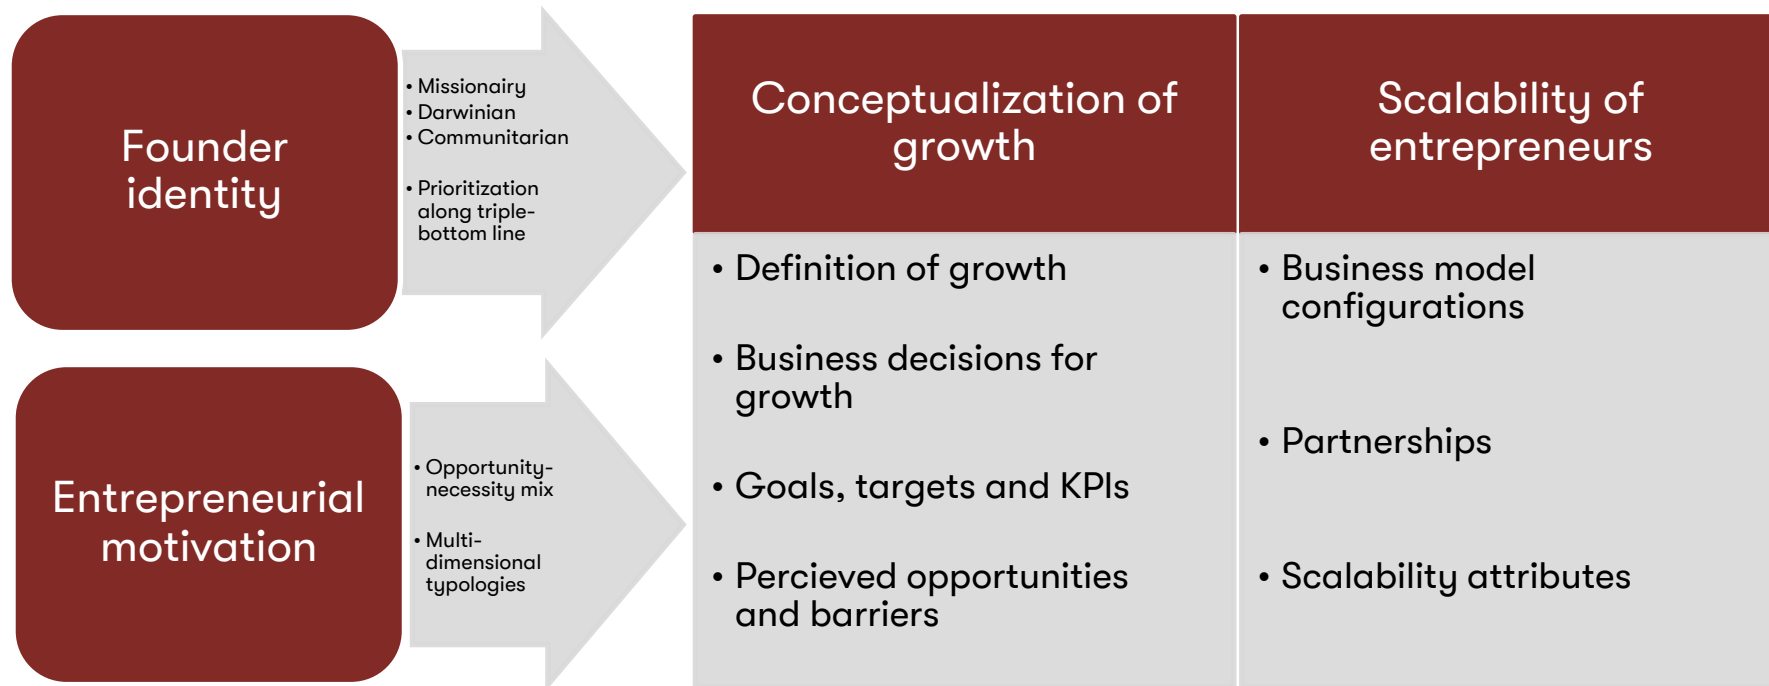 Founder
identity
• Missionairy
• Darwinian
• Communitarian
• Prioritization
along triple-
bottom line
Entrepreneurial
motivation
• Opportunity-
necessity mix
• Multi-
dimensional
typologies
Conceptualization of
growth
• Definition of growth
• Business decisions for
growth
• Goals, targets and KPIs
• Percieved opportunities
and barriers
Scalability of
entrepreneurs
• Business model
configurations
• Partnerships
• Scalability attributes